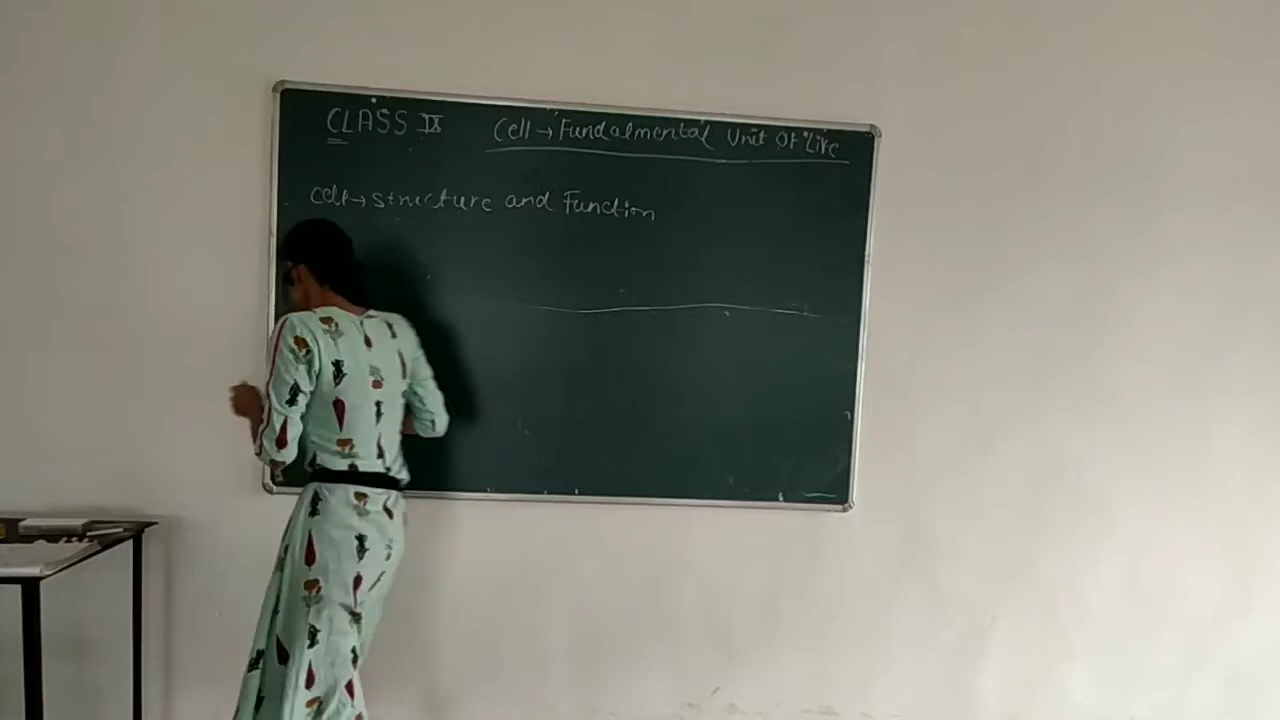 CLASS IX
Cell → Fundalmental Unit Of Life
Cell → structure and Function